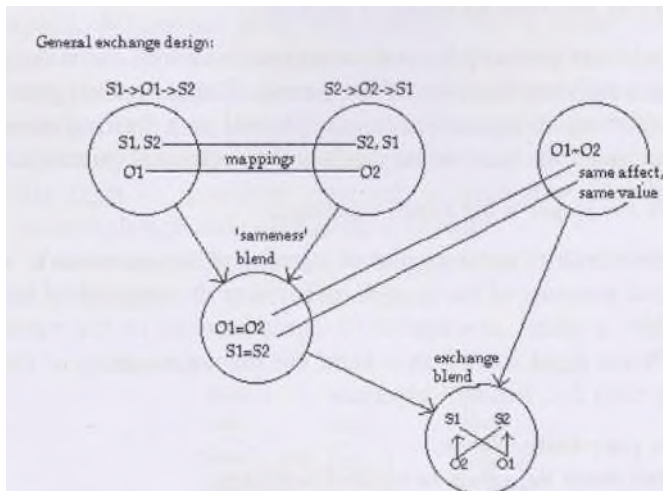 General exchange design:
S1->O1->S2
S2->O2->S1
S1, S2
S2, S1
mappings
O1
O2
O1~O2
same affect,
same value
'sameness'
blend
O1=O2
S1=S2
exchange
blend
S1 S2
O2 O1